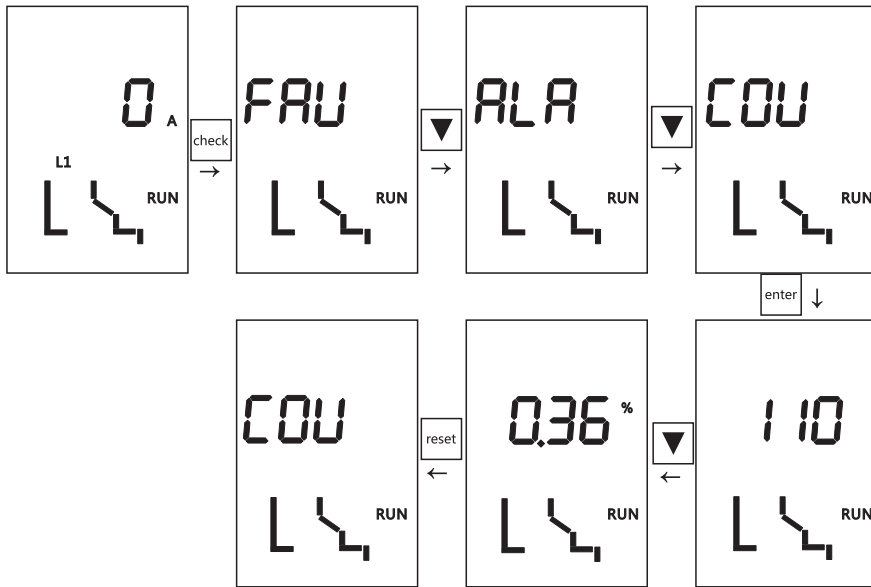 0 A
L1
L RUN
check
→
FAU
L RUN
▼
→
ALA
L RUN
▼
→
COU
L RUN
enter ↓
110
L RUN
▼
←
0.36 %
L RUN
reset
←
COU
L RUN